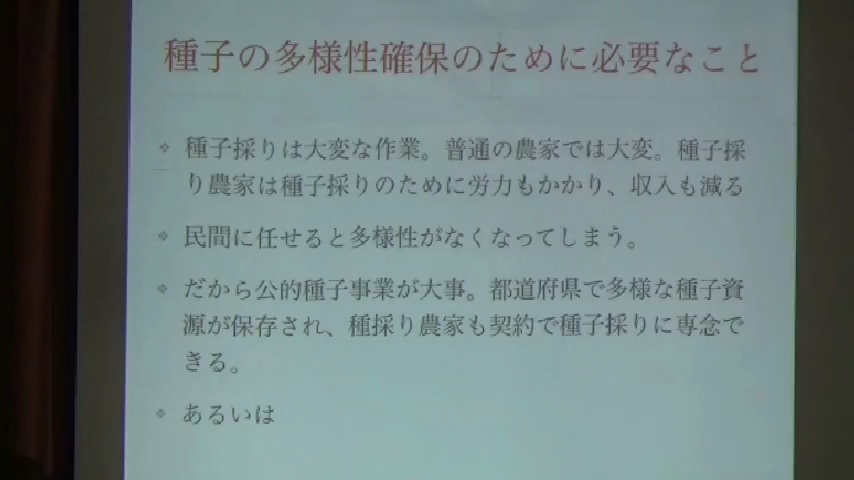 種子の多様性確保のために必要なこと
種子採りは大変な作業。普通の農家では大変。種子採
り農家は種子採りのために労力もかかり、収入も減る
民間に任せると多様性がなくなってしまう。
だから公的種子事業が大事。都道府県で多様な種子資
源が保存され、種採り農家も契約で種子採りに専念で
きる。
あるいは